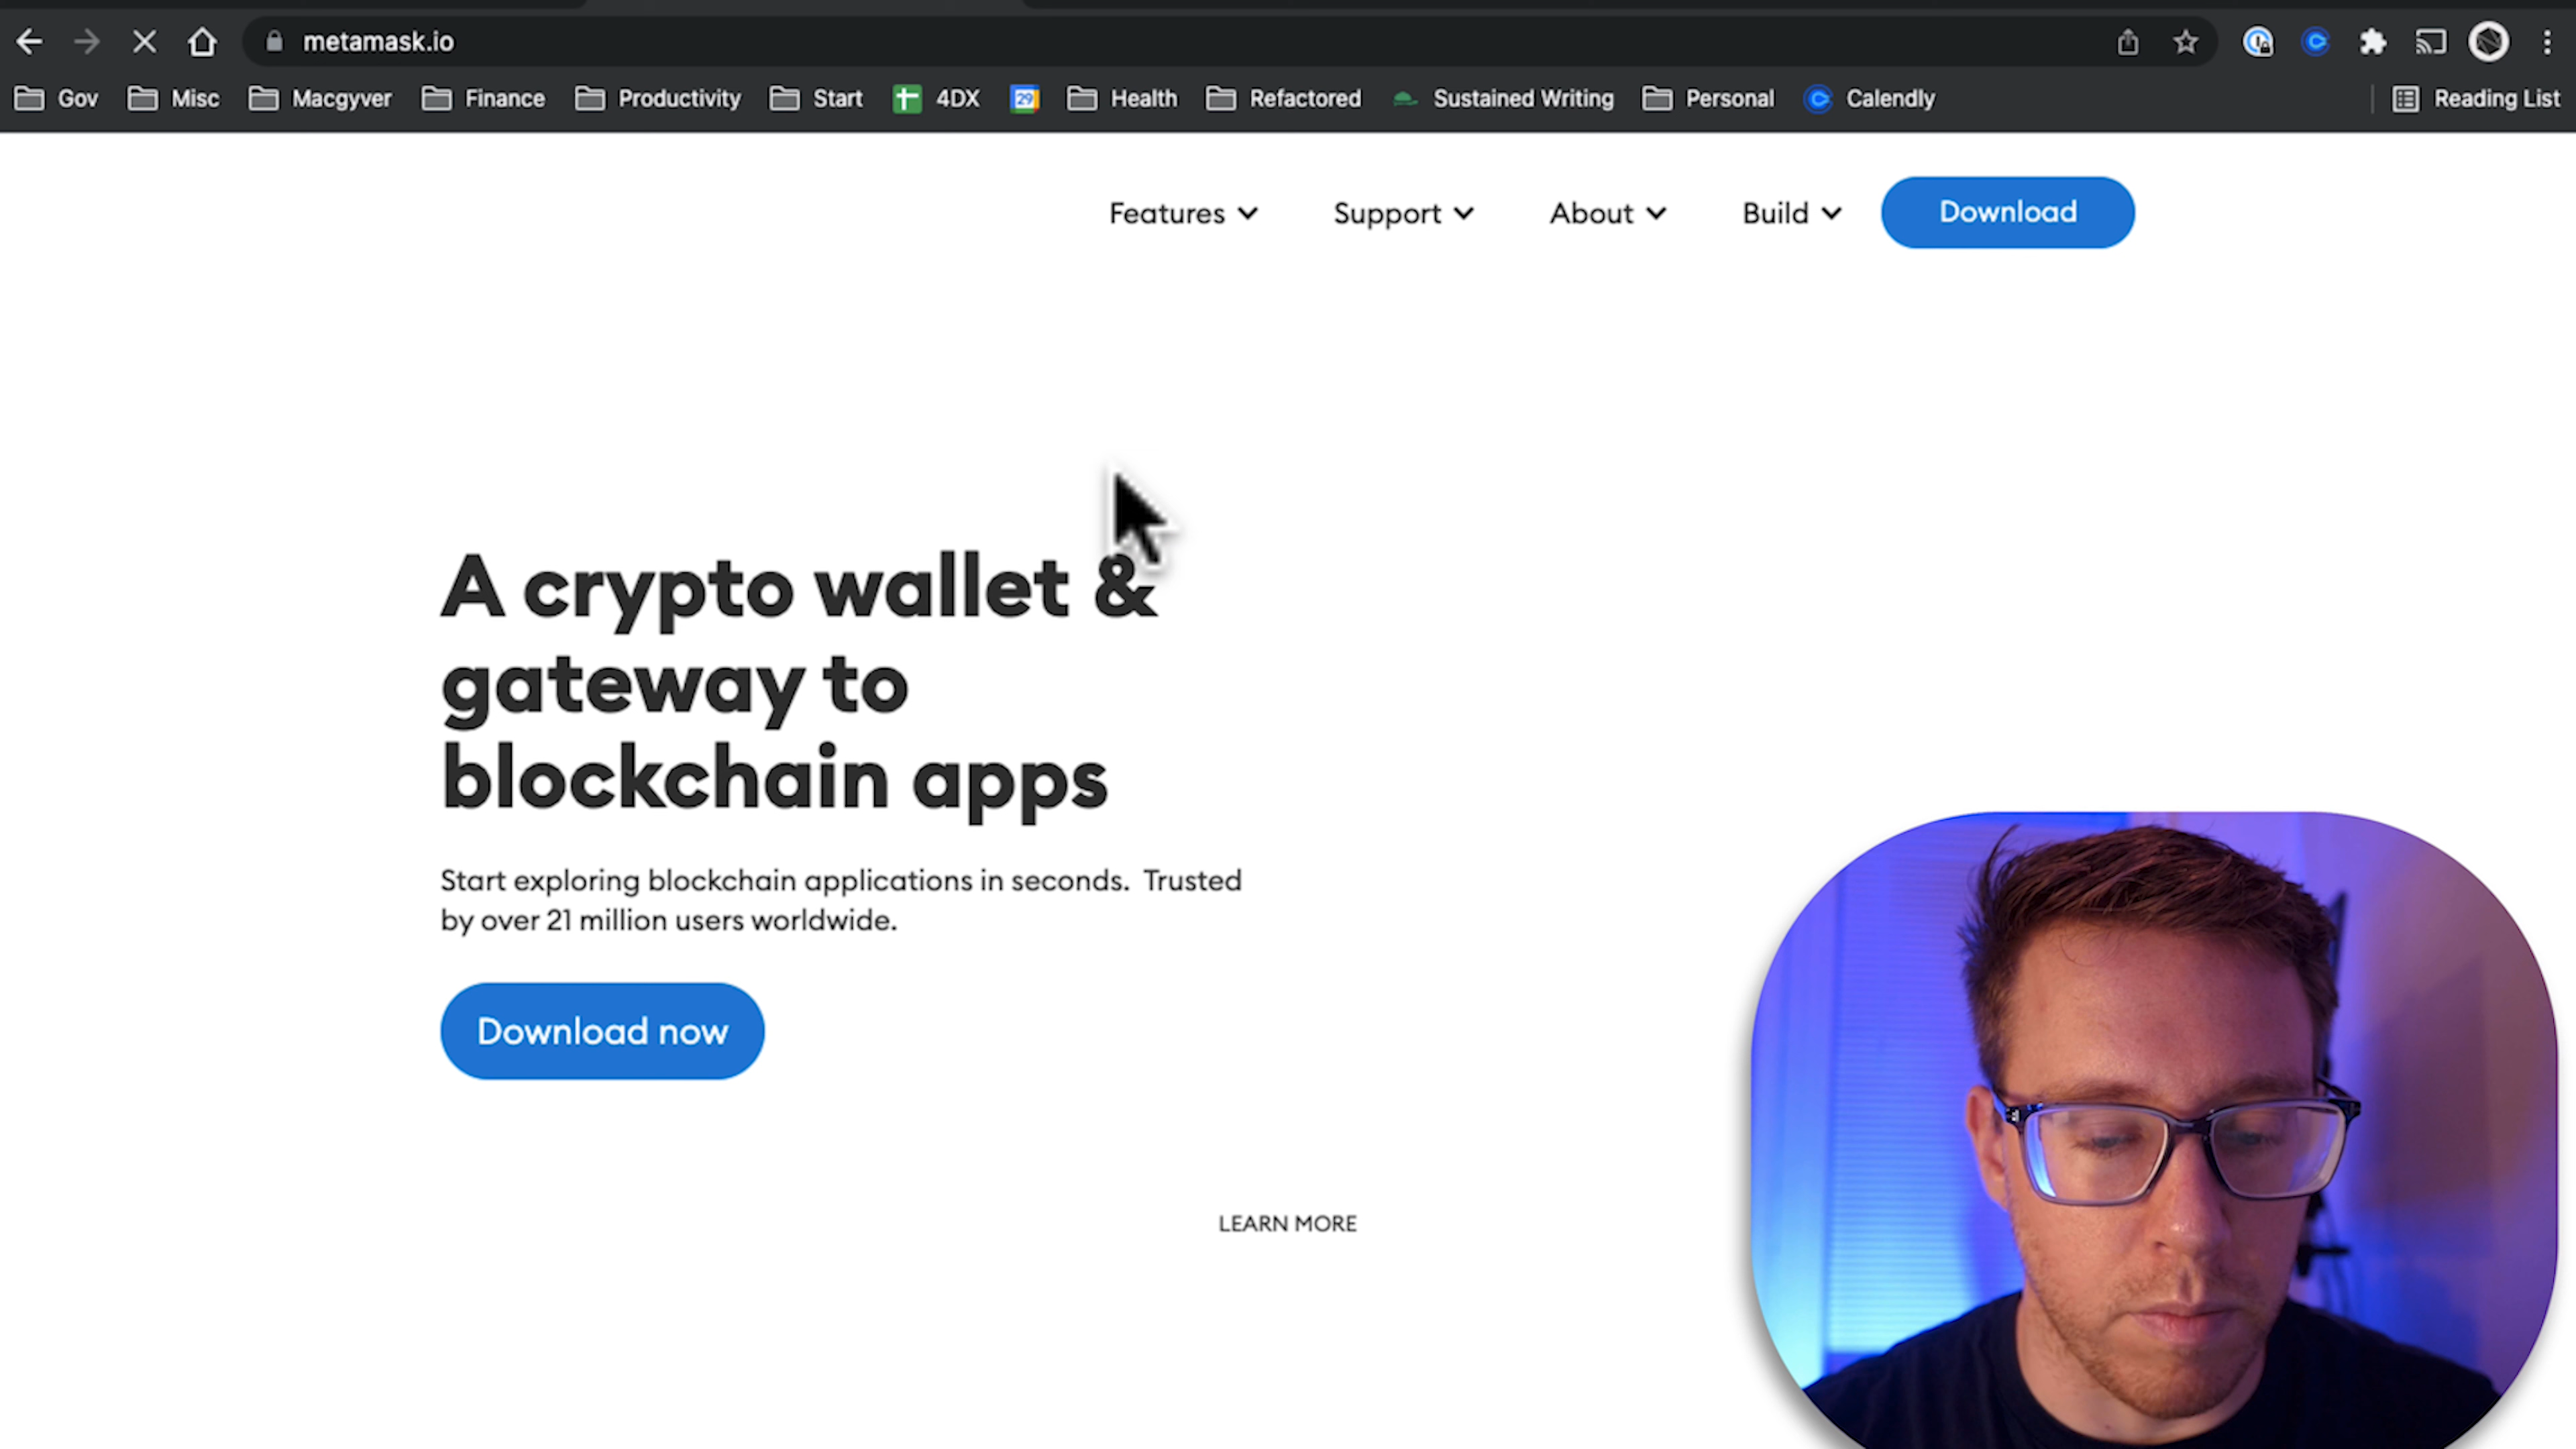 metamask.io
Gov Misc Macgyver Finance Productivity Start 4DX 29 Health Refactored Sustained Writing Personal Calendly Reading List
Features Support About Build Download
A crypto wallet &
gateway to
blockchain apps
Start exploring blockchain applications in seconds. Trusted
by over 21 million users worldwide.
Download now
LEARN MORE